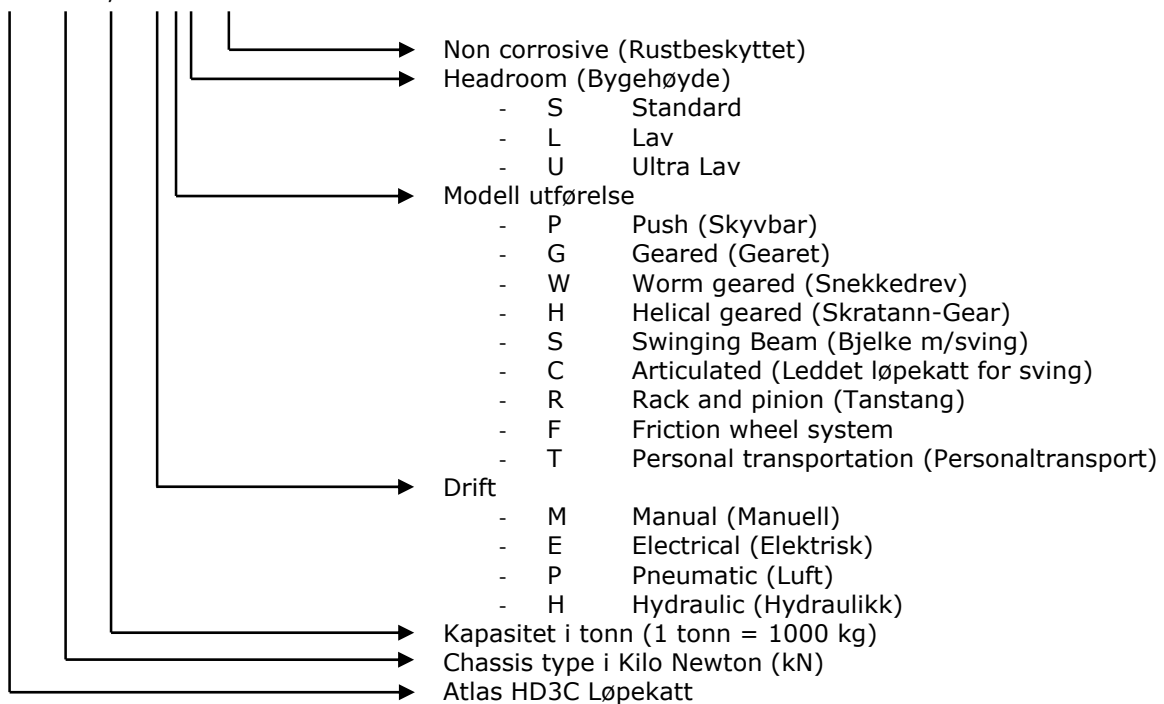 Non corrosive (Rustbeskyttet)
Headroom (Bygehøyde)
- S Standard
- L Lav
- U Ultra Lav
Modell utførelse
- P Push (Skyvbar)
- G Geared (Gearet)
- W Worm geared (Snekkedrev)
- H Helical geared (Skratann-Gear)
- S Swinging Beam (Bjelke m/sving)
- C Articulated (Leddet løpekatt for sving)
- R Rack and pinion (Tanstang)
- F Friction wheel system
- T Personal transportation (Personaltransport)
Drift
- M Manual (Manuell)
- E Electrical (Elektrisk)
- P Pneumatic (Luft)
- H Hydraulic (Hydraulikk)
Kapasitet i tonn (1 tonn = 1000 kg)
Chassis type i Kilo Newton (kN)
Atlas HD3C Løpekatt